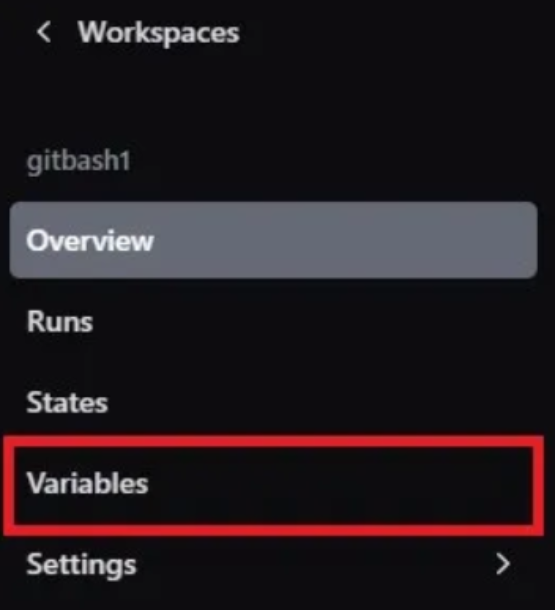 Workspaces
gitbash1
Overview
Runs
States
Variables
Settings